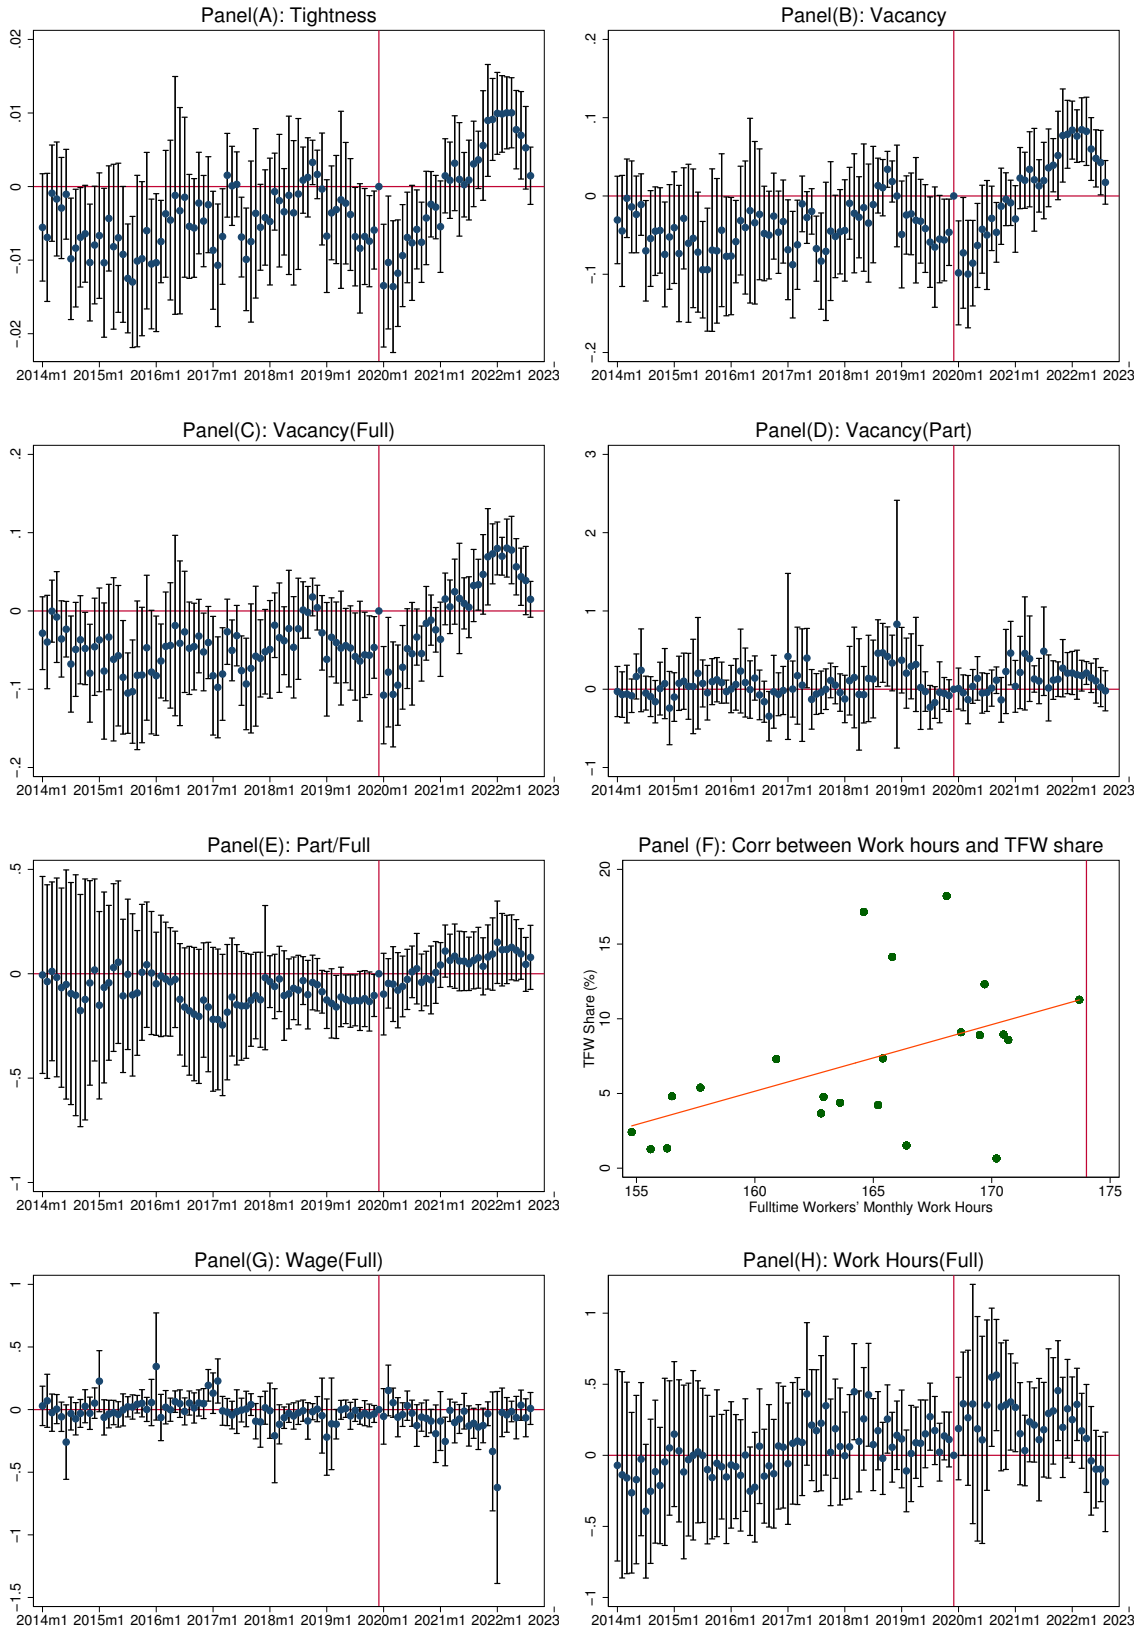 Panel(A): Tightness
.02
.01
0
-.01
-.02
2014m1 2015m1 2016m1 2017m1 2018m1 2019m1 2020m1 2021m1 2022m1 2023
Panel(B): Vacancy
.2
.1
0
-.1
-.2
2014m1 2015m1 2016m1 2017m1 2018m1 2019m1 2020m1 2021m1 2022m1 2023
Panel(C): Vacancy(Full)
.2
.1
0
-.1
-.2
2014m1 2015m1 2016m1 2017m1 2018m1 2019m1 2020m1 2021m1 2022m1 2023
Panel(D): Vacancy(Part)
3
2
1
0
-1
2014m1 2015m1 2016m1 2017m1 2018m1 2019m1 2020m1 2021m1 2022m1 2023
Panel(E): Part/Full
.5
0
-.5
-1
2014m1 2015m1 2016m1 2017m1 2018m1 2019m1 2020m1 2021m1 2022m1 2023
Panel (F): Corr between Work hours and TFW share
TFW Share (%)
20
15
10
5
0
155 160 165 170 175
Fulltime Workers' Monthly Work Hours
Panel(G): Wage(Full)
1
.5
0
-.5
-1
-1.5
2014m1 2015m1 2016m1 2017m1 2018m1 2019m1 2020m1 2021m1 2022m1 2023
Panel(H): Work Hours(Full)
1
.5
0
-.5
-1
2014m1 2015m1 2016m1 2017m1 2018m1 2019m1 2020m1 2021m1 2022m1 2023